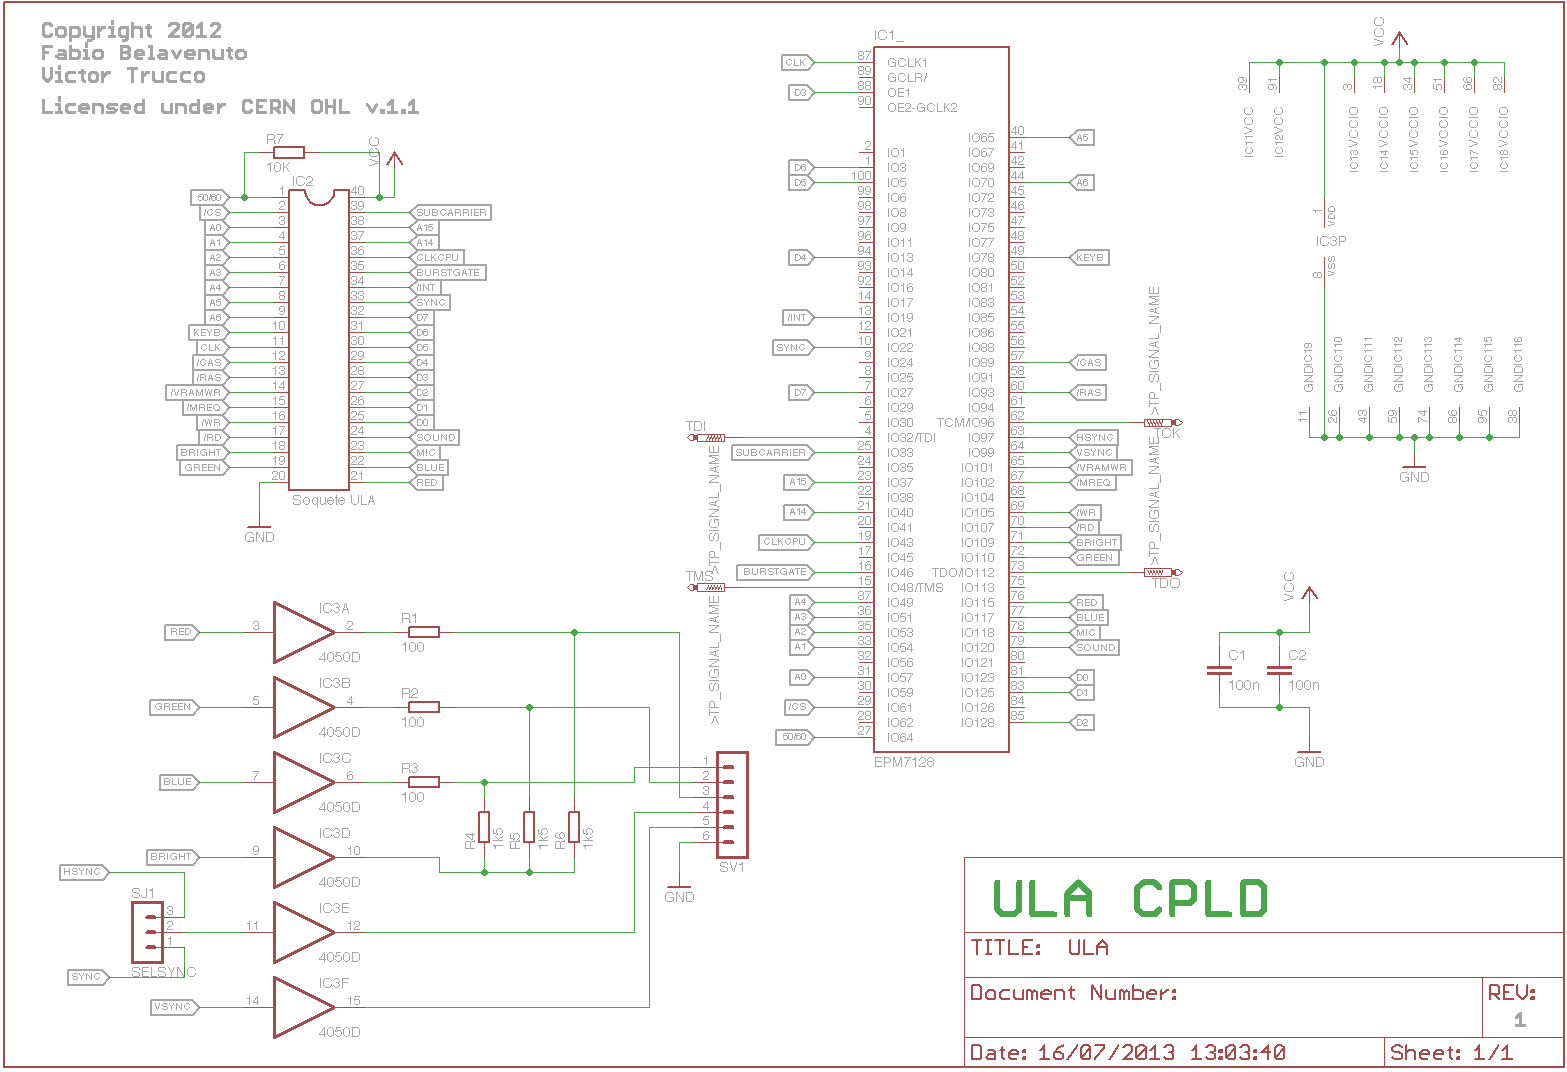 Copyright 2012
Fabio Belavenuto
Victor Trucco
Licensed under CERN OHL v.1.1
R7
10K
VCC
IC2
50/60 1 40
/CS 2 39 SUBCARRIER
A0 3 38 A15
A1 4 37 A14
A2 5 36 CLKCPU
A3 6 35 BURSTGATE
A4 7 34 /INT
A5 8 33 SYNC
A6 9 32 D7
KEYB 10 31 D6
CLK 11 30 D5
/CAS 12 29 D4
/RAS 13 28 D3
/VRAMWR 14 27 D2
/MREQ 15 26 D1
/WR 16 25 D0
/RD 17 24 SOUND
BRIGHT 18 23 MIC
GREEN 19 22 BLUE
20 21 RED
Soquete ULA
GND
IC1_
CLK 87 GCLK1
89 GCLR/
D3 88 OE1
90 OE2-GCLK2
2 IO1
D6 1 IO3
D5 100 IO5
99 IO6
98 IO8
97 IO9
96 IO11
D4 94 IO13
93 IO14
92 IO16
14 IO17
/INT 13 IO19
12 IO21
SYNC 10 IO22
9 IO24
8 IO25
D7 7 IO27
6 IO29
5 IO30
TDI 4 IO32/TDI
SUBCARRIER 25 IO33
24 IO35
A15 23 IO37
22 IO38
A14 21 IO40
20 IO41
CLKCPU 19 IO43
17 IO45
BURSTGATE 16 IO46
TMS 15 IO48/TMS
A4 37 IO49
A3 36 IO51
A2 35 IO53
A1 33 IO54
32 IO56
A0 31 IO57
30 IO59
/CS 29 IO61
28 IO62
50/60 27 IO64
>TP_SIGNAL_NAME
>TP_SIGNAL_NAME
IO65 40 A5
IO67 41
IO69 42
IO70 44 A6
IO72 45
IO73 46
IO75 47
IO77 48
IO78 49 KEYB
IO80 50
IO81 52
IO83 53
IO85 54
IO86 55
IO88 56
IO89 57 /CAS
IO91 58
IO93 60 /RAS
IO94 61
TCM/IO96 62 TCK
IO97 63 HSYNC
IO99 64 VSYNC
IO101 65 /VRAMWR
IO102 67 /MREQ
IO104 68
IO105 69 /WR
IO107 70 /RD
IO109 71 BRIGHT
IO110 72 GREEN
TDO/IO112 73 TDO
IO113 75
IO115 76 RED
IO117 77 BLUE
IO118 78 MIC
IO120 79 SOUND
IO121 80
IO123 81 D0
IO125 83 D1
IO126 84
IO128 85 D2
EPM7128
>TP_SIGNAL_NAME
>TP_SIGNAL_NAME
VCC
39 IC11VCC
91 IC12VCC
3 IC13VCCIO
18 IC14VCCIO
34 IC15VCCIO
51 IC16VCCIO
66 IC17VCCIO
82 IC18VCCIO
1 VDD
IC3P
8 VSS
GNDIC19 11
GNDIC110 26
GNDIC111 43
GNDIC112 59
GNDIC113 74
GNDIC114 86
GNDIC115 95
GNDIC116 38
GND
VCC
C1 C2
100n 100n
GND
IC3A
RED 3 2 R1
4050D 100
IC3B
GREEN 5 4 R2
4050D 100
IC3C
BLUE 7 6 R3
4050D 100
IC3D
BRIGHT 9 10
4050D
R4 1k5
R5 1k5
R6 1k5
1
2
3
4
5
6
SV1
GND
HSYNC
SJ1
3
2
1
SELSYNC
SYNC
IC3E
11 12
4050D
IC3F
VSYNC 14 15
4050D
ULA CPLD
TITLE: ULA
Document Number:
REV:
1
Date: 16/07/2013 13:03:40
Sheet: 1/1